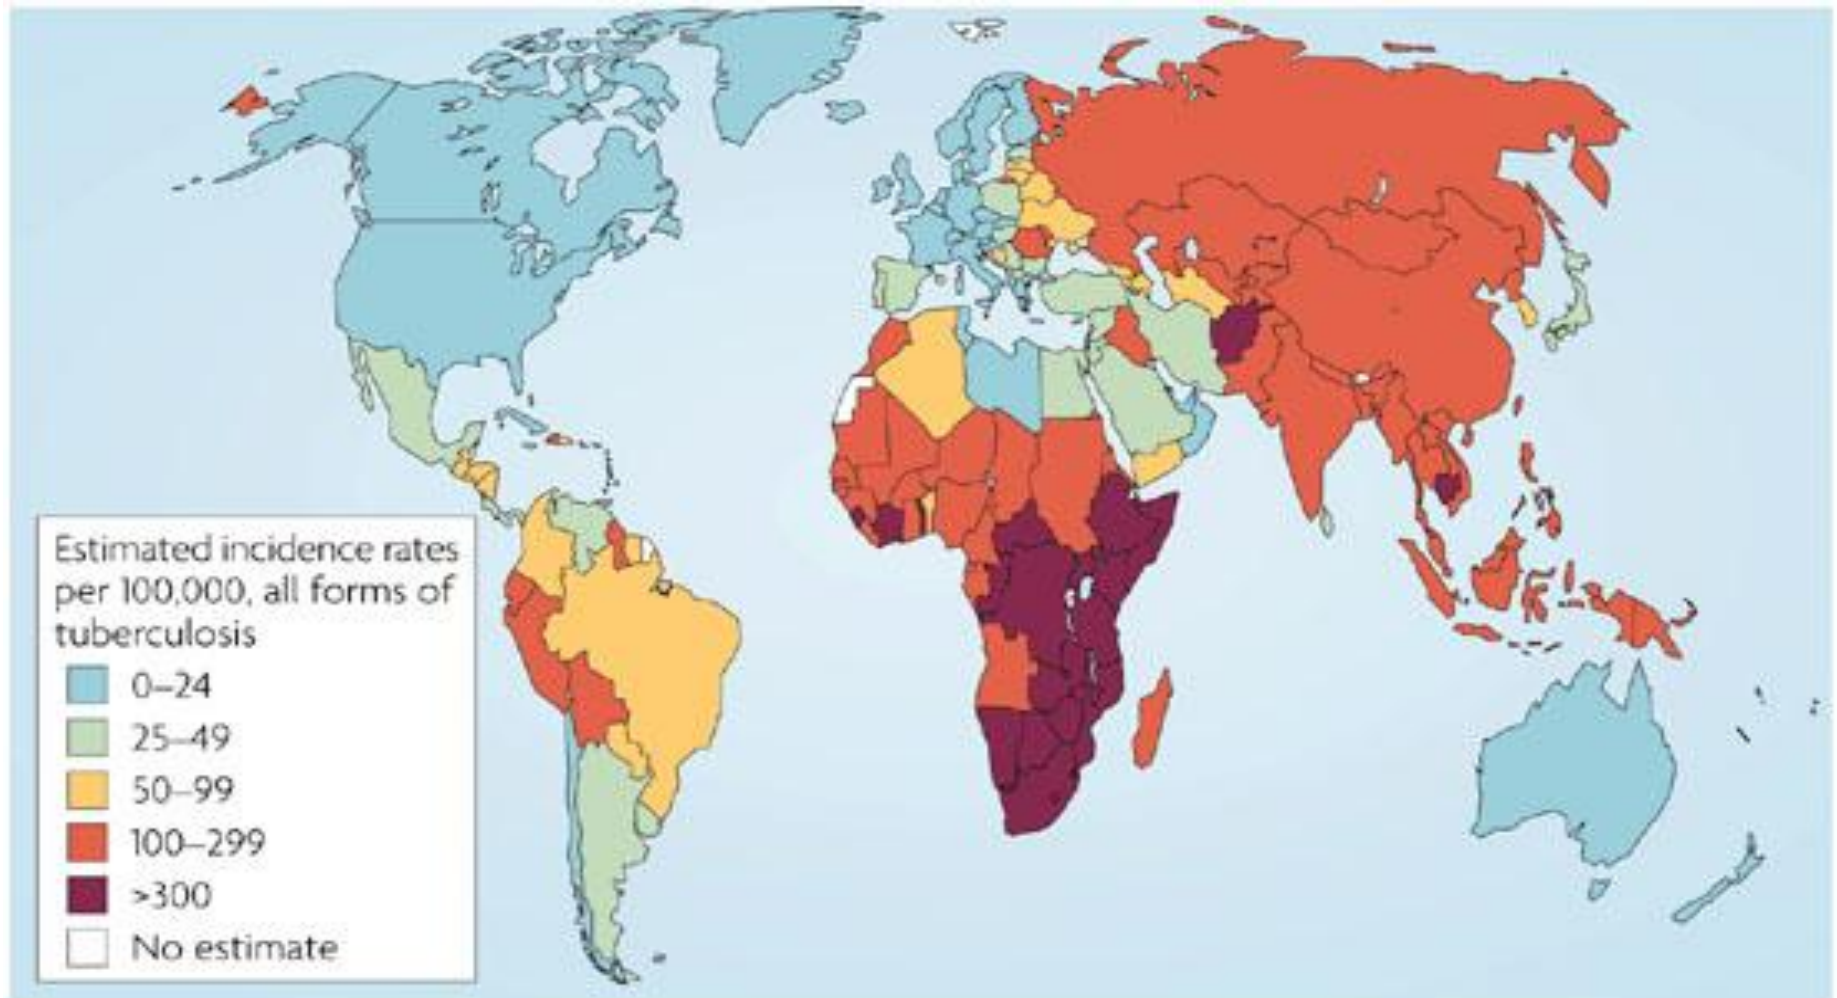 Estimated incidence rates
per 100,000, all forms of
tuberculosis
0–24
25–49
50–99
100–299
>300
No estimate